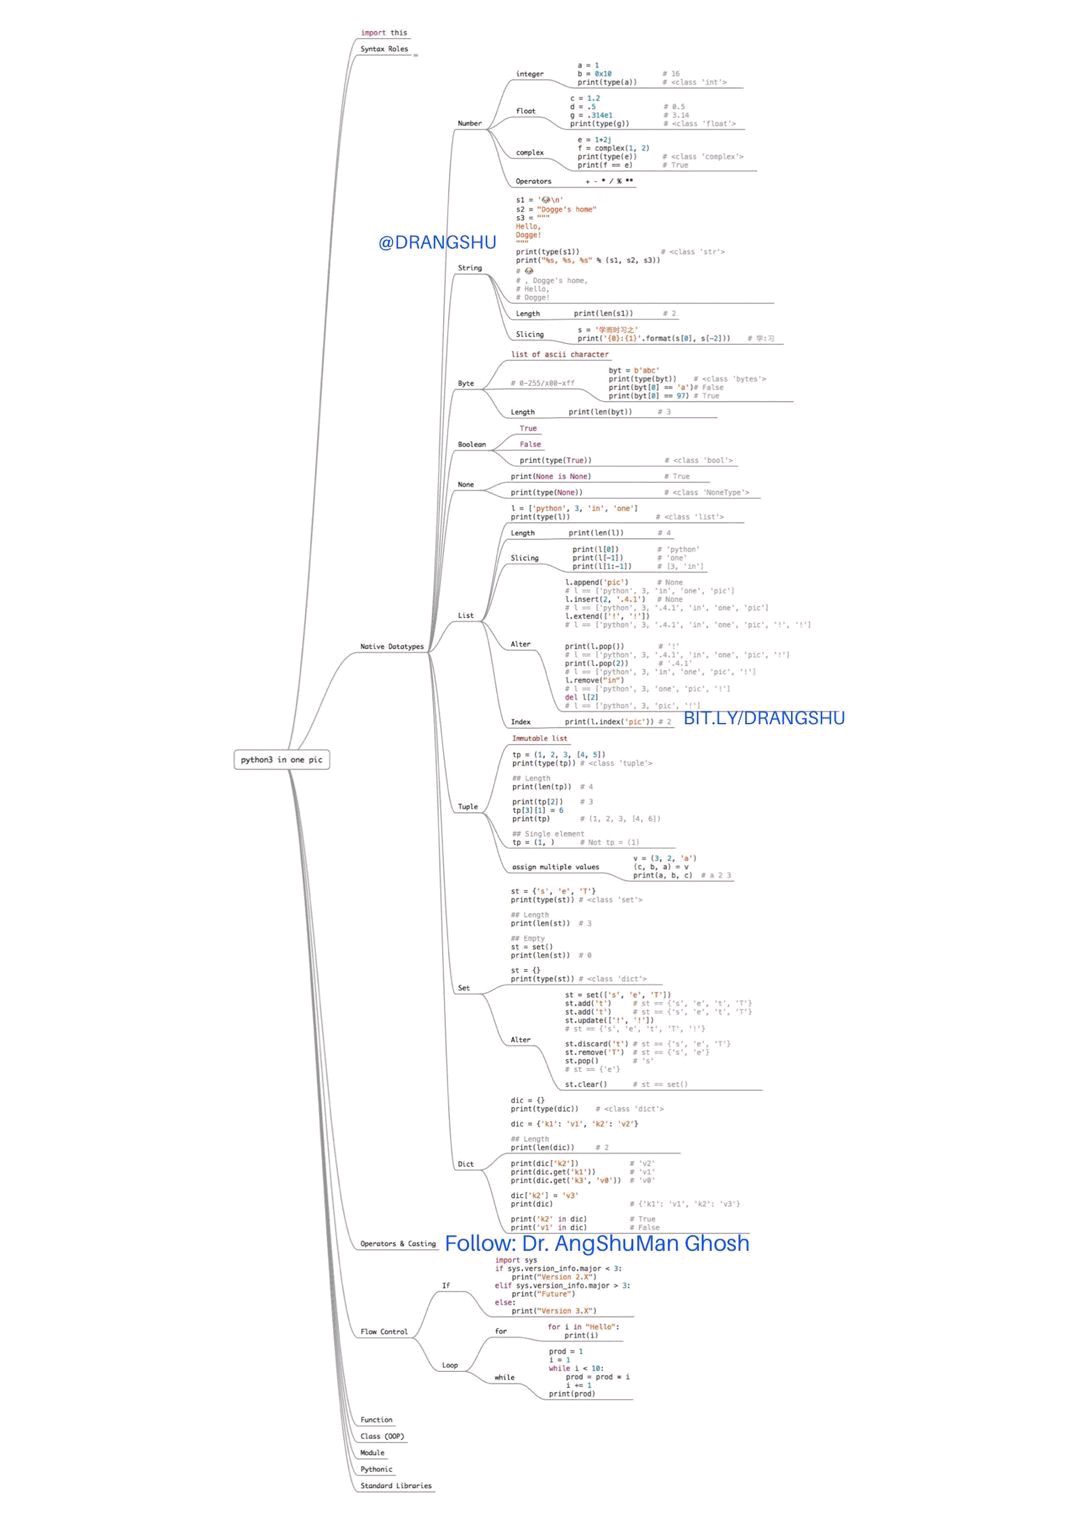 import this
Syntax Roles
integer
a = 1
b = 0x10 # 16
print(type(a)) # <class 'int'>
float
c = 1.2
d = .5 # 0.5
g = .314e1 # 3.14
print(type(g)) # <class 'float'>
Number
complex
e = 1+2j
f = complex(1, 2)
print(type(e)) # <class 'complex'>
print(f == e) # True
Operators + - * / % **
s1 = '🐶\n'
s2 = "Dogge's home"
s3 = """
Hello,
Dogge!
"""
print(type(s1)) # <class 'str'>
print("%s, %s, %s" % (s1, s2, s3))
# 🐶
# , Dogge's home,
# Hello,
# Dogge!
@DRANGSHU
String
Length print(len(s1)) # 2
Slicing
s = '学而时习之'
print('{0}:{1}'.format(s[0], s[-2])) # 学:习
list of ascii character
Byte
# 0-255/x00-xff
byt = b'abc'
print(type(byt)) # <class 'bytes'>
print(byt[0] == 'a')# False
print(byt[0] == 97) # True
Length print(len(byt)) # 3
True
Boolean
False
print(type(True)) # <class 'bool'>
print(None is None) # True
None
print(type(None)) # <class 'NoneType'>
l = ['python', 3, 'in', 'one']
print(type(l)) # <class 'list'>
Length print(len(l)) # 4
Slicing
print(l[0]) # 'python'
print(l[-1]) # 'one'
print(l[1:-1]) # [3, 'in']
List
Alter
l.append('pic') # None
# l == ['python', 3, 'in', 'one', 'pic']
l.insert(2, '.4.1') # None
# l == ['python', 3, '.4.1', 'in', 'one', 'pic']
l.extend(['!', '!'])
# l == ['python', 3, '.4.1', 'in', 'one', 'pic', '!', '!']
print(l.pop()) # '!'
# l == ['python', 3, '.4.1', 'in', 'one', 'pic', '!']
print(l.pop(2)) # '.4.1'
# l == ['python', 3, 'in', 'one', 'pic', '!']
l.remove("in")
# l == ['python', 3, 'one', 'pic', '!']
del l[2]
# l == ['python', 3, 'pic', '!']
Index print(l.index('pic')) # 2
BIT.LY/DRANGSHU
Native Datatypes
python3 in one pic
Immutable list
tp = (1, 2, 3, [4, 5])
print(type(tp)) # <class 'tuple'>
## Length
print(len(tp)) # 4
print(tp[2]) # 3
tp[3][1] = 6
print(tp) # (1, 2, 3, [4, 6])
## Single element
tp = (1, ) # Not tp = (1)
Tuple
assign multiple values
v = (3, 2, 'a')
(c, b, a) = v
print(a, b, c) # a 2 3
st = {'s', 'e', 'T'}
print(type(st)) # <class 'set'>
## Length
print(len(st)) # 3
## Empty
st = set()
print(len(st)) # 0
st = {}
print(type(st)) # <class 'dict'>
Set
Alter
st = set(['s', 'e', 'T'])
st.add('t') # st == {'s', 'e', 't', 'T'}
st.add('t') # st == {'s', 'e', 't', 'T'}
st.update(['!', '!'])
# st == {'s', 'e', 't', 'T', '!'}
st.discard('t') # st == {'s', 'e', 'T'}
st.remove('T') # st == {'s', 'e'}
st.pop() # 's'
# st == {'e'}
st.clear() # st == set()
dic = {}
print(type(dic)) # <class 'dict'>
dic = {'k1': 'v1', 'k2': 'v2'}
## Length
print(len(dic)) # 2
Dict
print(dic['k2']) # 'v2'
print(dic.get('k1')) # 'v1'
print(dic.get('k3', 'v0')) # 'v0'
dic['k2'] = 'v3'
print(dic) # {'k1': 'v1', 'k2': 'v3'}
print('k2' in dic) # True
print('v1' in dic) # False
Operators & Casting
Follow: Dr. AngShuMan Ghosh
If
import sys
if sys.version_info.major < 3:
print("Version 2.X")
elif sys.version_info.major > 3:
print("Future")
else:
print("Version 3.X")
Flow Control
Loop
for
for i in "Hello":
print(i)
while
prod = 1
i = 1
while i < 10:
prod = prod * i
i += 1
print(prod)
Function
Class (OOP)
Module
Pythonic
Standard Libraries